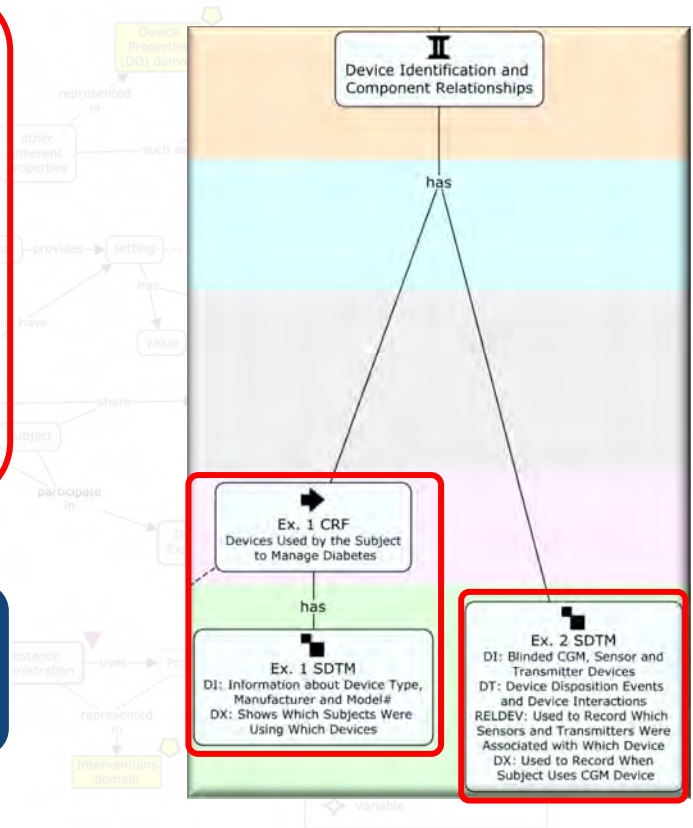 Device
Properties
(DO) domain
represented
in
other
inherent
properties
such as
provides
setting
has
have
value
share
subject
participate
in
uses
represented
in
Interventions
domain
Variable
II
Device Identification and
Component Relationships
has
Ex. 1 CRF
Devices Used by the Subject
to Manage Diabetes
has
Ex. 1 SDTM
DI: Information about Device Type,
Manufacturer and Model#
DX: Shows Which Subjects Were
Using Which Devices
Ex. 2 SDTM
DI: Blinded CGM, Sensor and
Transmitter Devices
DT: Device Disposition Events
and Device Interactions
RELDEV: Used to Record Which
Sensors and Transmitters Were
Associated with Which Device
DX: Used to Record When
Subject Uses CGM Device